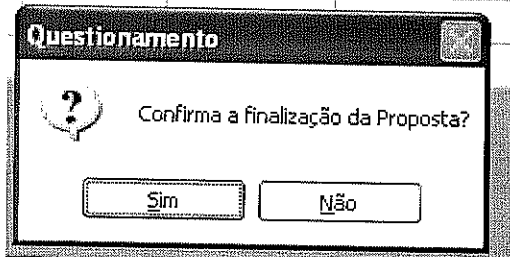 Questionamento
?
Confirma a finalização da Proposta?
Sim
Não